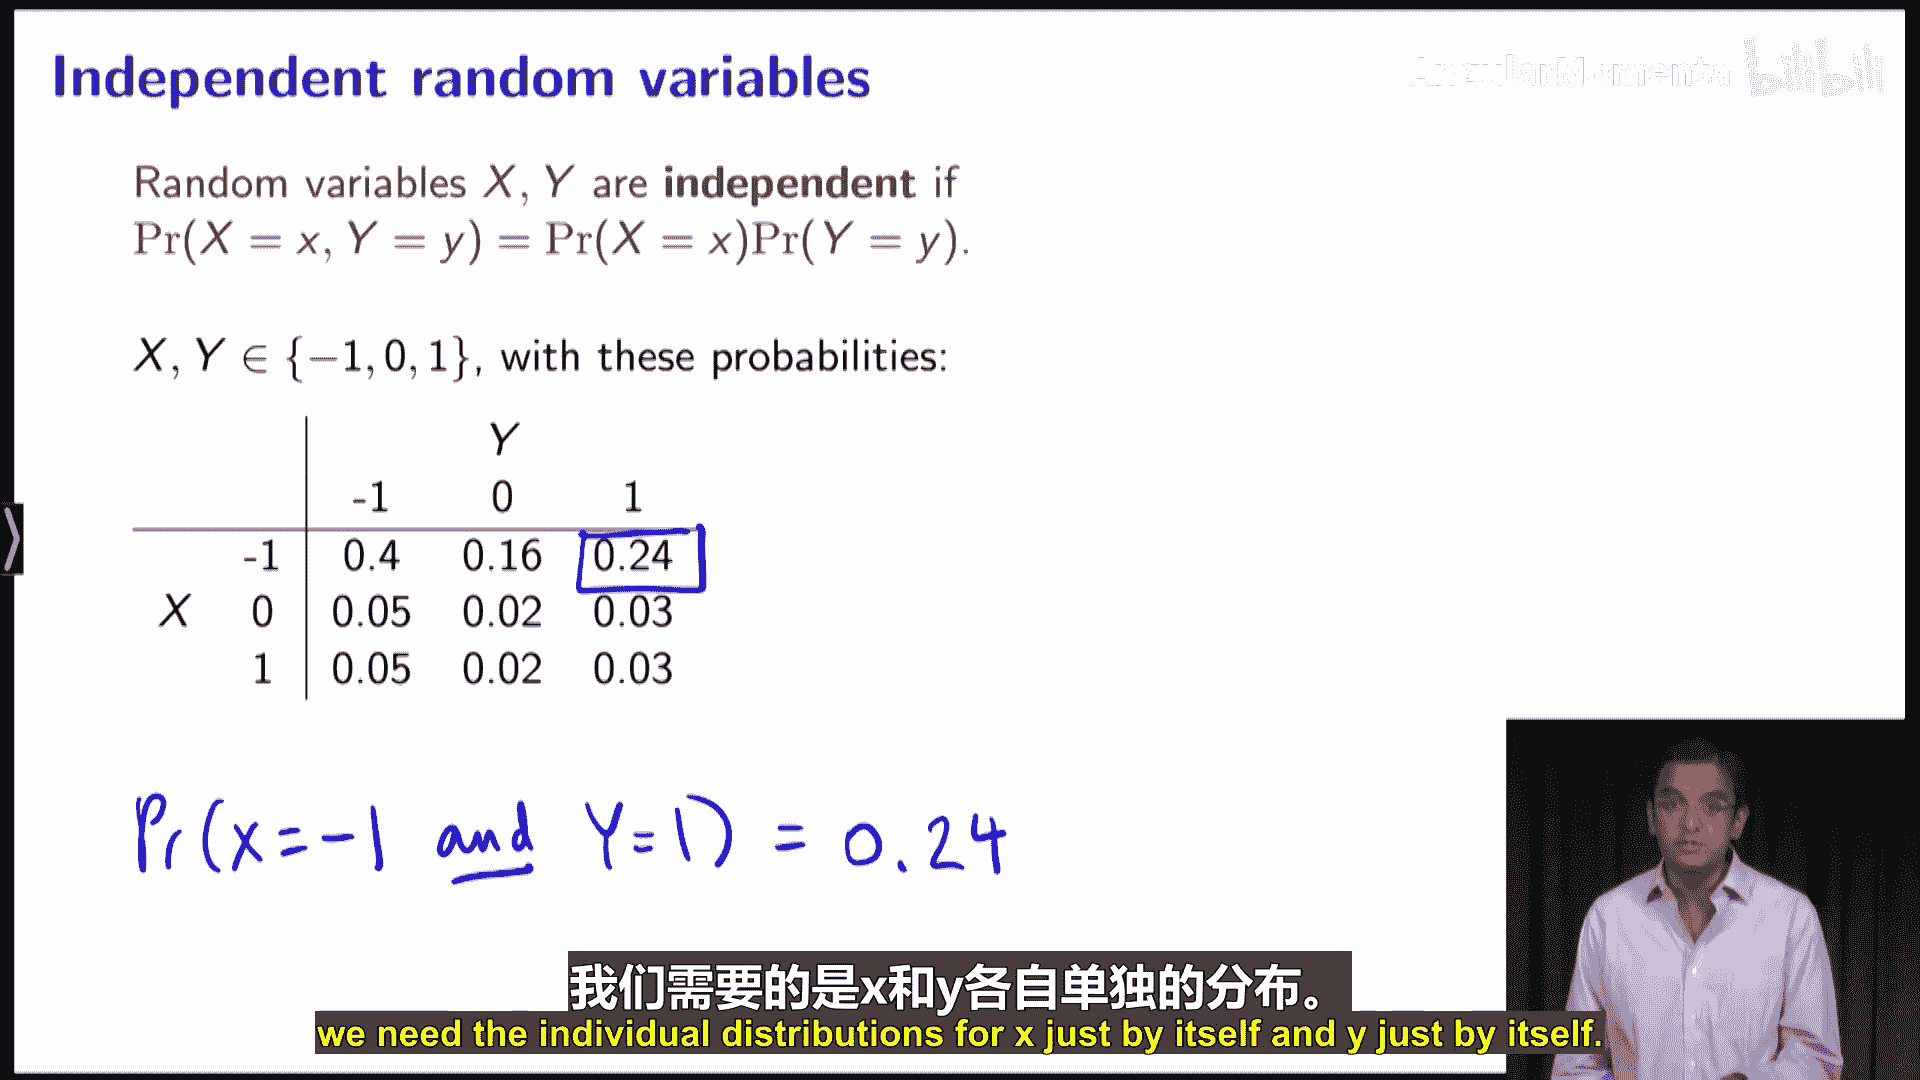 Independent random variables
bilibili
Random variables X, Y are independent if
Pr(X = x, Y = y) = Pr(X = x)Pr(Y = y).
X, Y ∈ {−1, 0, 1}, with these probabilities:
Y
-1 0 1
-1 0.4 0.16 0.24
X 0 0.05 0.02 0.03
1 0.05 0.02 0.03
Pr(X=-1 and Y=1) = 0.24
我们需要的是x和y各自单独的分布。
we need the individual distributions for x just by itself and y just by itself.